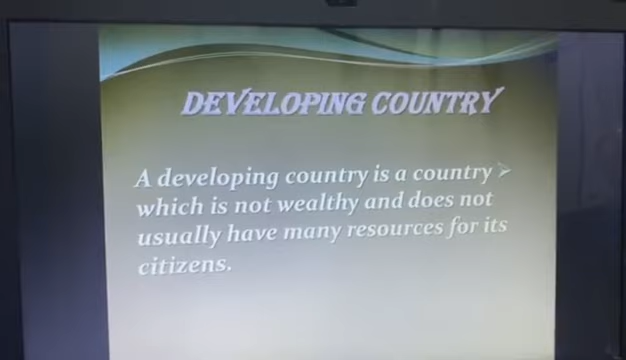 DEVELOPING COUNTRY
A developing country is a country ➢
which is not wealthy and does not
usually have many resources for its
citizens.